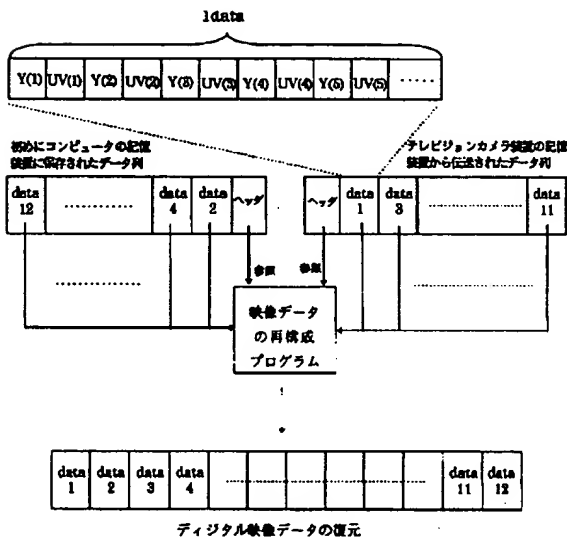 1data
Y(1) UV(1) Y(2) UV(2) Y(3) UV(3) Y(4) UV(4) Y(5) UV(5)
初めにコンピュータの記憶
装置に保存されたデータ列
テレビジョンカメラ装置の記憶
装置から伝送されたデータ列
data 12
data 4
data 2
ヘッダ
ヘッダ
data 1
data 3
data 11
参照
参照
映像データ
の再構成
プログラム
data 1
data 2
data 3
data 4
data 11
data 12
ディジタル映像データの復元